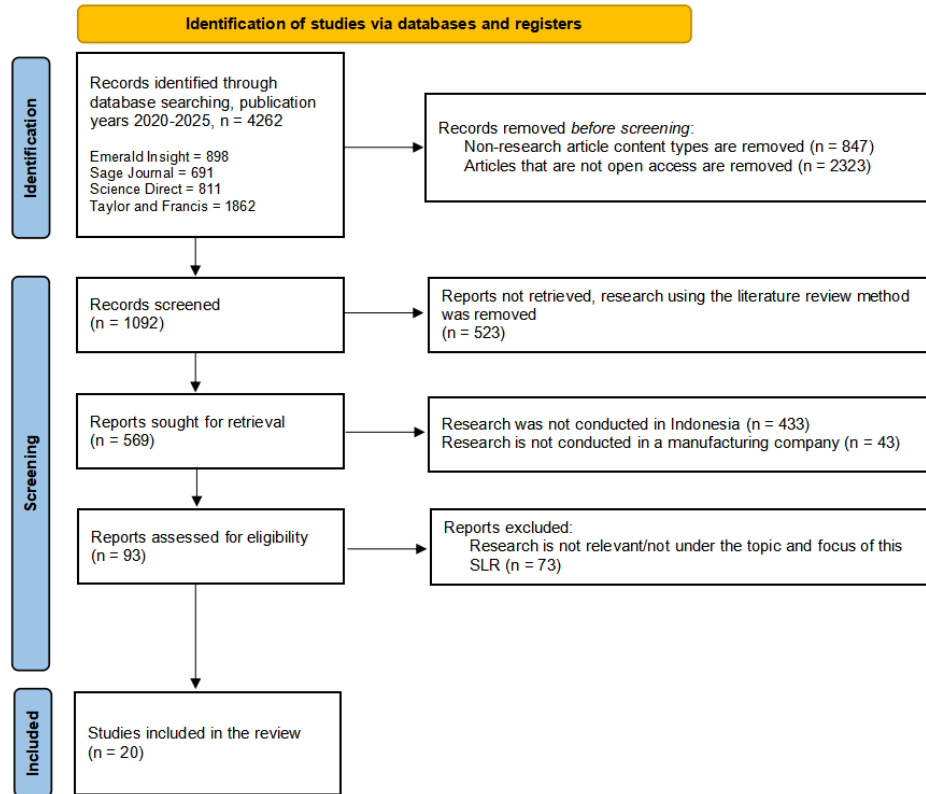 Identification of studies via databases and registers
Identification
Records identified through
database searching, publication
years 2020-2025, n = 4262
Emerald Insight = 898
Sage Journal = 691
Science Direct = 811
Taylor and Francis = 1862
Records removed before screening:
Non-research article content types are removed (n = 847)
Articles that are not open access are removed (n = 2323)
Screening
Records screened
(n = 1092)
Reports not retrieved, research using the literature review method
was removed
(n = 523)
Reports sought for retrieval
(n = 569)
Research was not conducted in Indonesia (n = 433)
Research is not conducted in a manufacturing company (n = 43)
Reports assessed for eligibility
(n = 93)
Reports excluded:
Research is not relevant/not under the topic and focus of this
SLR (n = 73)
Included
Studies included in the review
(n = 20)